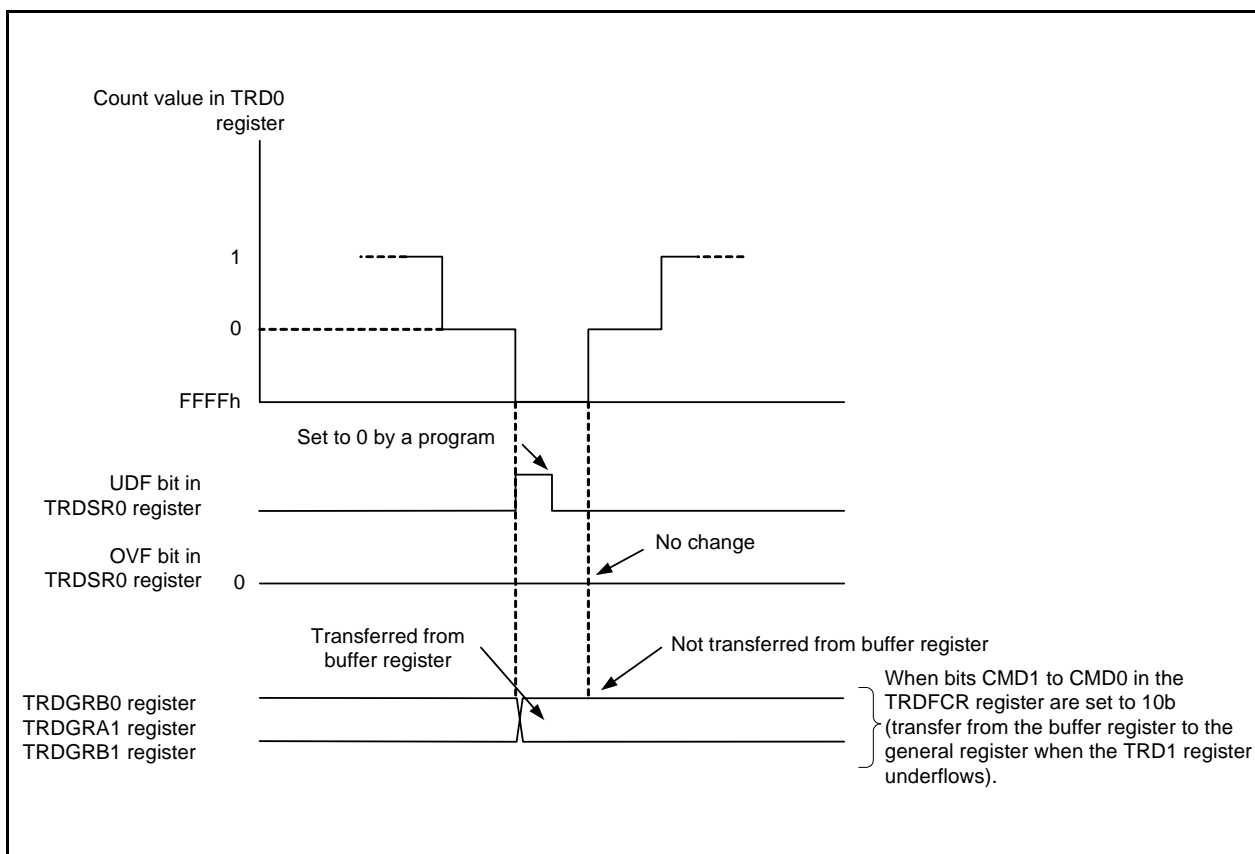 Count value in TRD0
register
1
0
FFFFh
Set to 0 by a program
UDF bit in
TRDSR0 register
OVF bit in
TRDSR0 register
0
No change
Transferred from
buffer register
Not transferred from buffer register
TRDGRB0 register
TRDGRA1 register
TRDGRB1 register
When bits CMD1 to CMD0 in the
TRDFCR register are set to 10b
(transfer from the buffer register to the
general register when the TRD1 register
underflows).